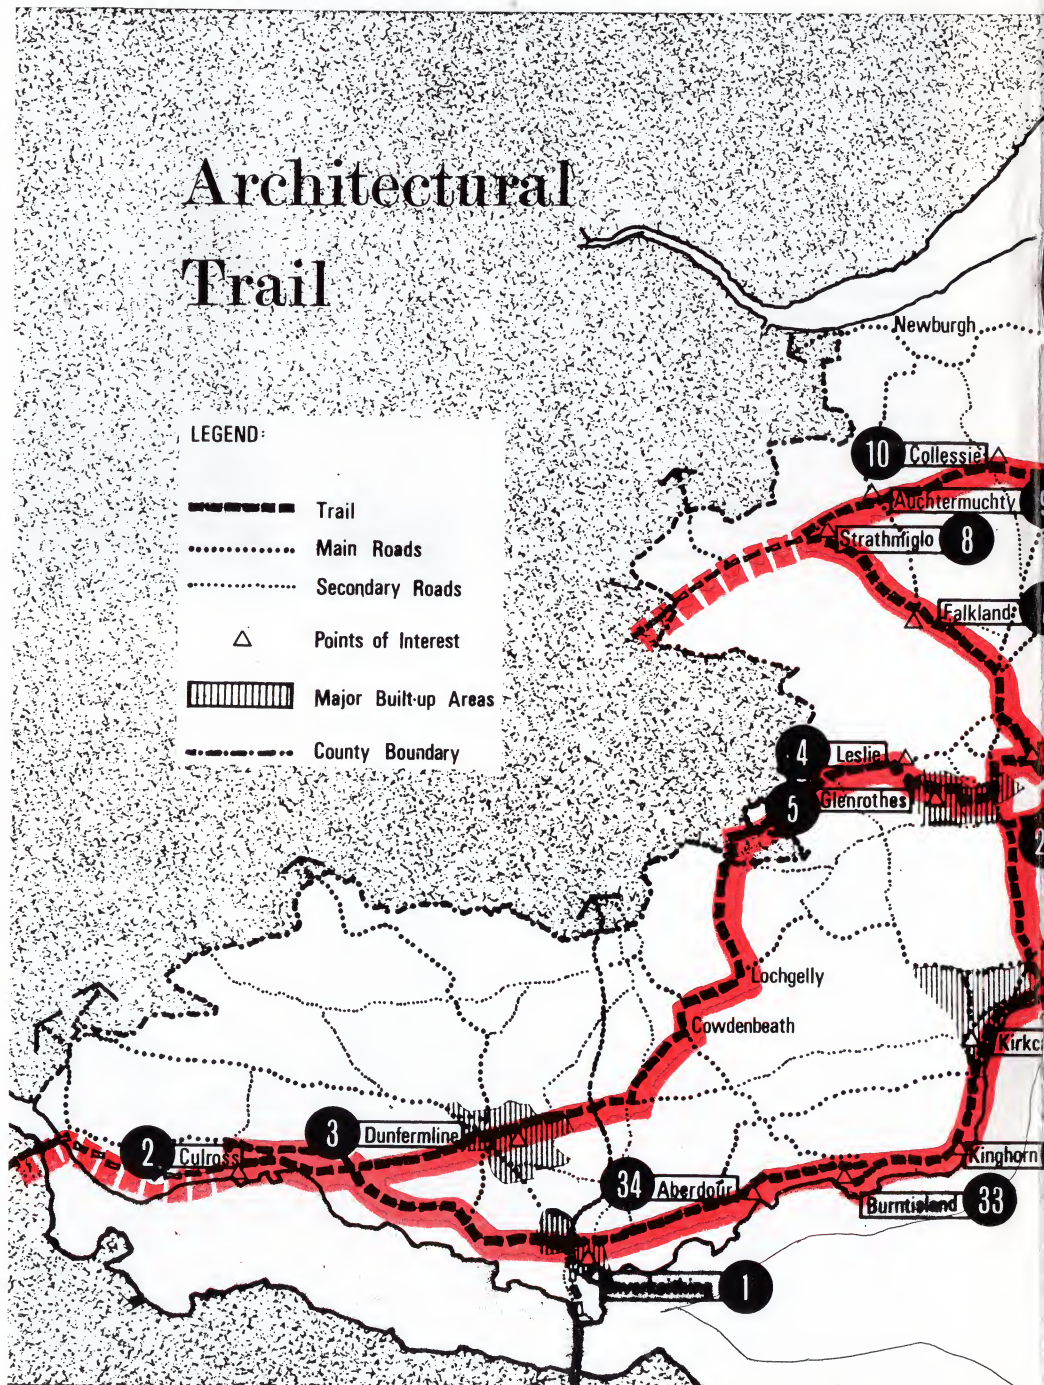 Architectural
Trail
LEGEND:
Trail
Main Roads
Secondary Roads
Points of Interest
Major Built-up Areas
County Boundary
Newburgh
10 Collessie
Auchtermuchty
Strathmiglo 8
Falkland
4 Leslie
5 Glenrothes
Lochgelly
Cowdenbeath
2 Culross
3 Dunfermline
34 Aberdour
Kinghorn
Burntisland 33
1